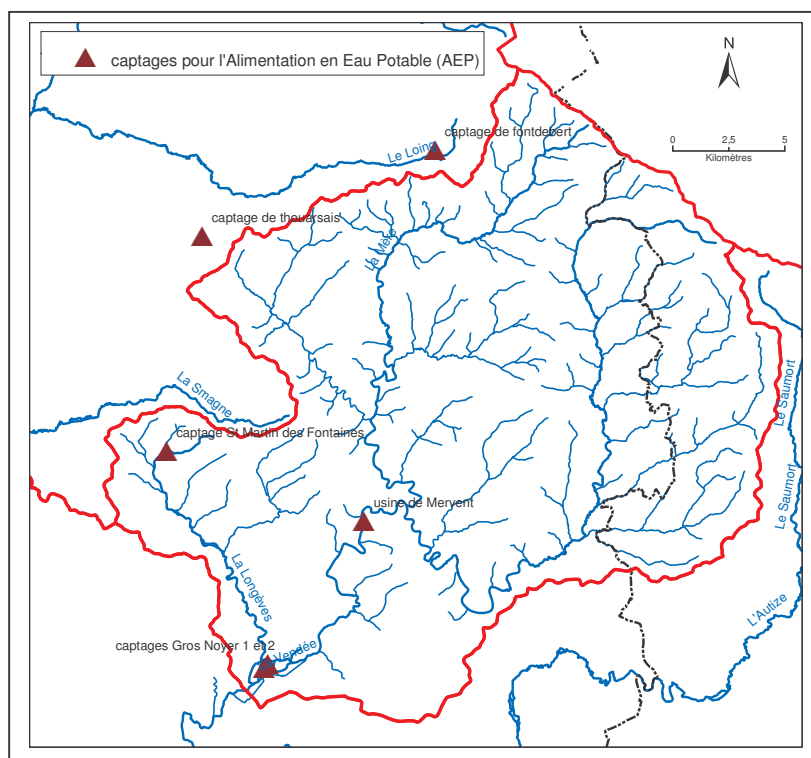 captages pour l'Alimentation en Eau Potable (AEP)
N
captage de fontdebert
Le Loing
0 2,5 5
Kilomètres
captage de thouarsais
La Mère
La Smagne
Le Saumort
captage St Martin des Fontaines
Le Saumort
usine de Mervent
La Longèves
L'Autize
captages Gros Noyer 1 et 2
Vendée